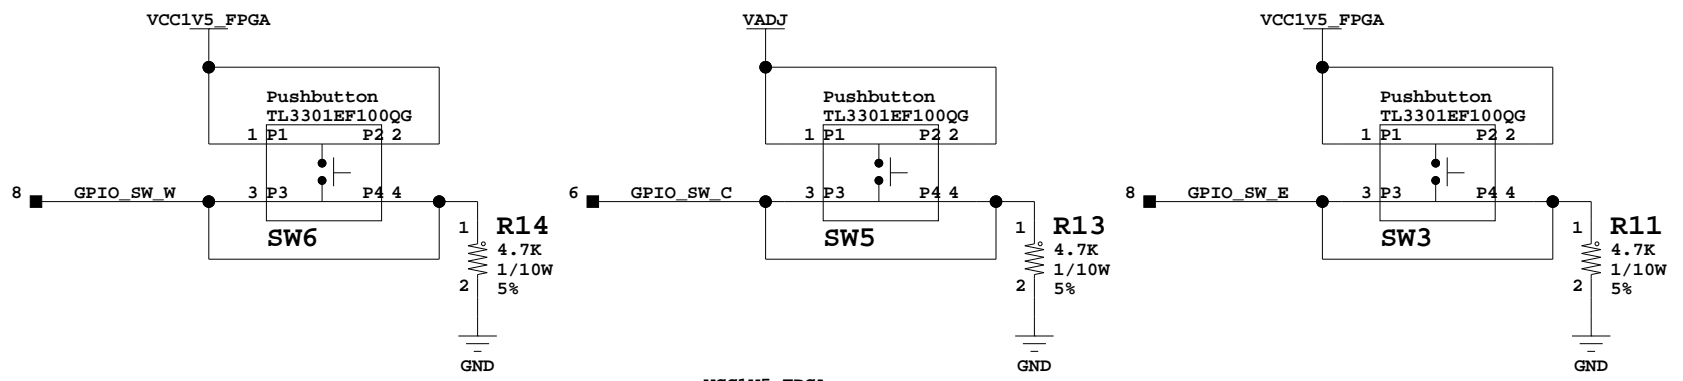 VCC1V5_FPGA
Pushbutton
TL3301EF100QG
1 P1 P2 2
8 GPIO_SW_W 3 P3 P4 4
SW6
1 R14
4.7K
1/10W
2 5%
GND
VADJ
Pushbutton
TL3301EF100QG
1 P1 P2 2
6 GPIO_SW_C 3 P3 P4 4
SW5
1 R13
4.7K
1/10W
2 5%
GND
VCC1V5_FPGA
Pushbutton
TL3301EF100QG
1 P1 P2 2
8 GPIO_SW_E 3 P3 P4 4
SW3
1 R11
4.7K
1/10W
2 5%
GND
VCC1V5_FPGA